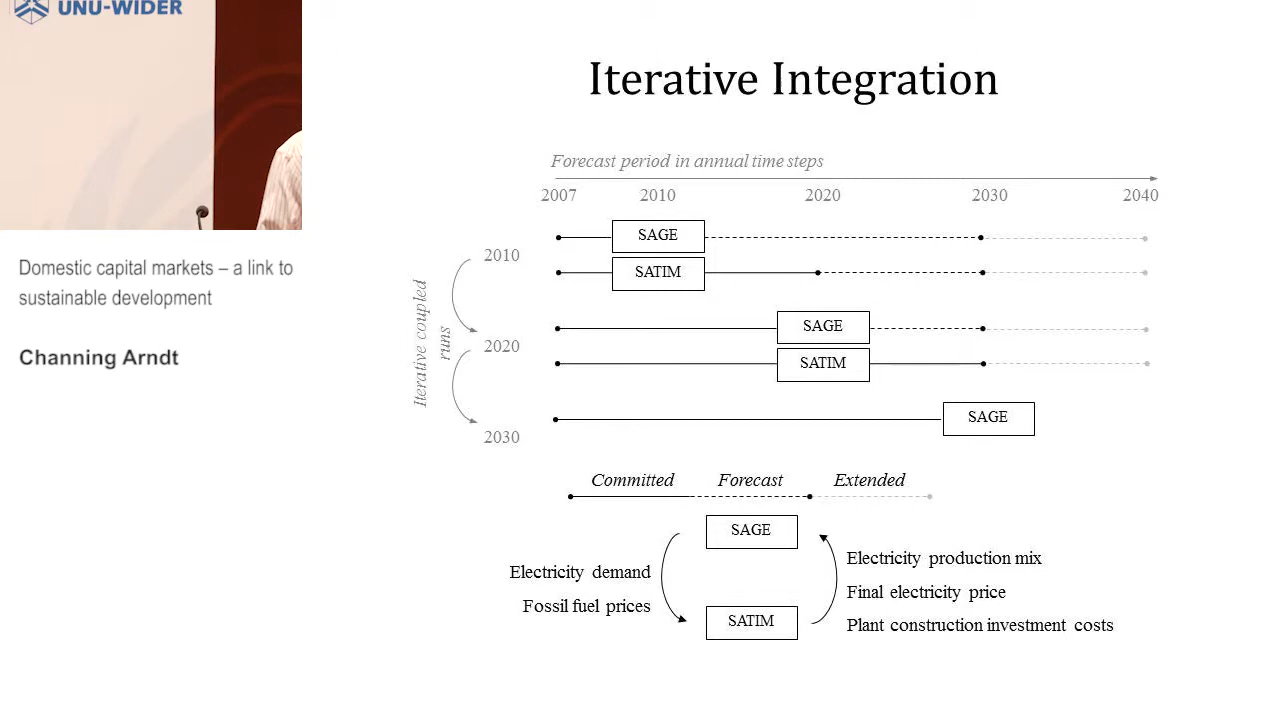 UNU-WIDER
Domestic capital markets – a link to
sustainable development
Channing Arndt
Iterative Integration
Forecast period in annual time steps
2007 2010 2020 2030 2040
SAGE
2010
SATIM
Iterative coupled
runs
SAGE
2020
SATIM
SAGE
2030
Committed Forecast Extended
SAGE
Electricity demand
Fossil fuel prices
SATIM
Electricity production mix
Final electricity price
Plant construction investment costs